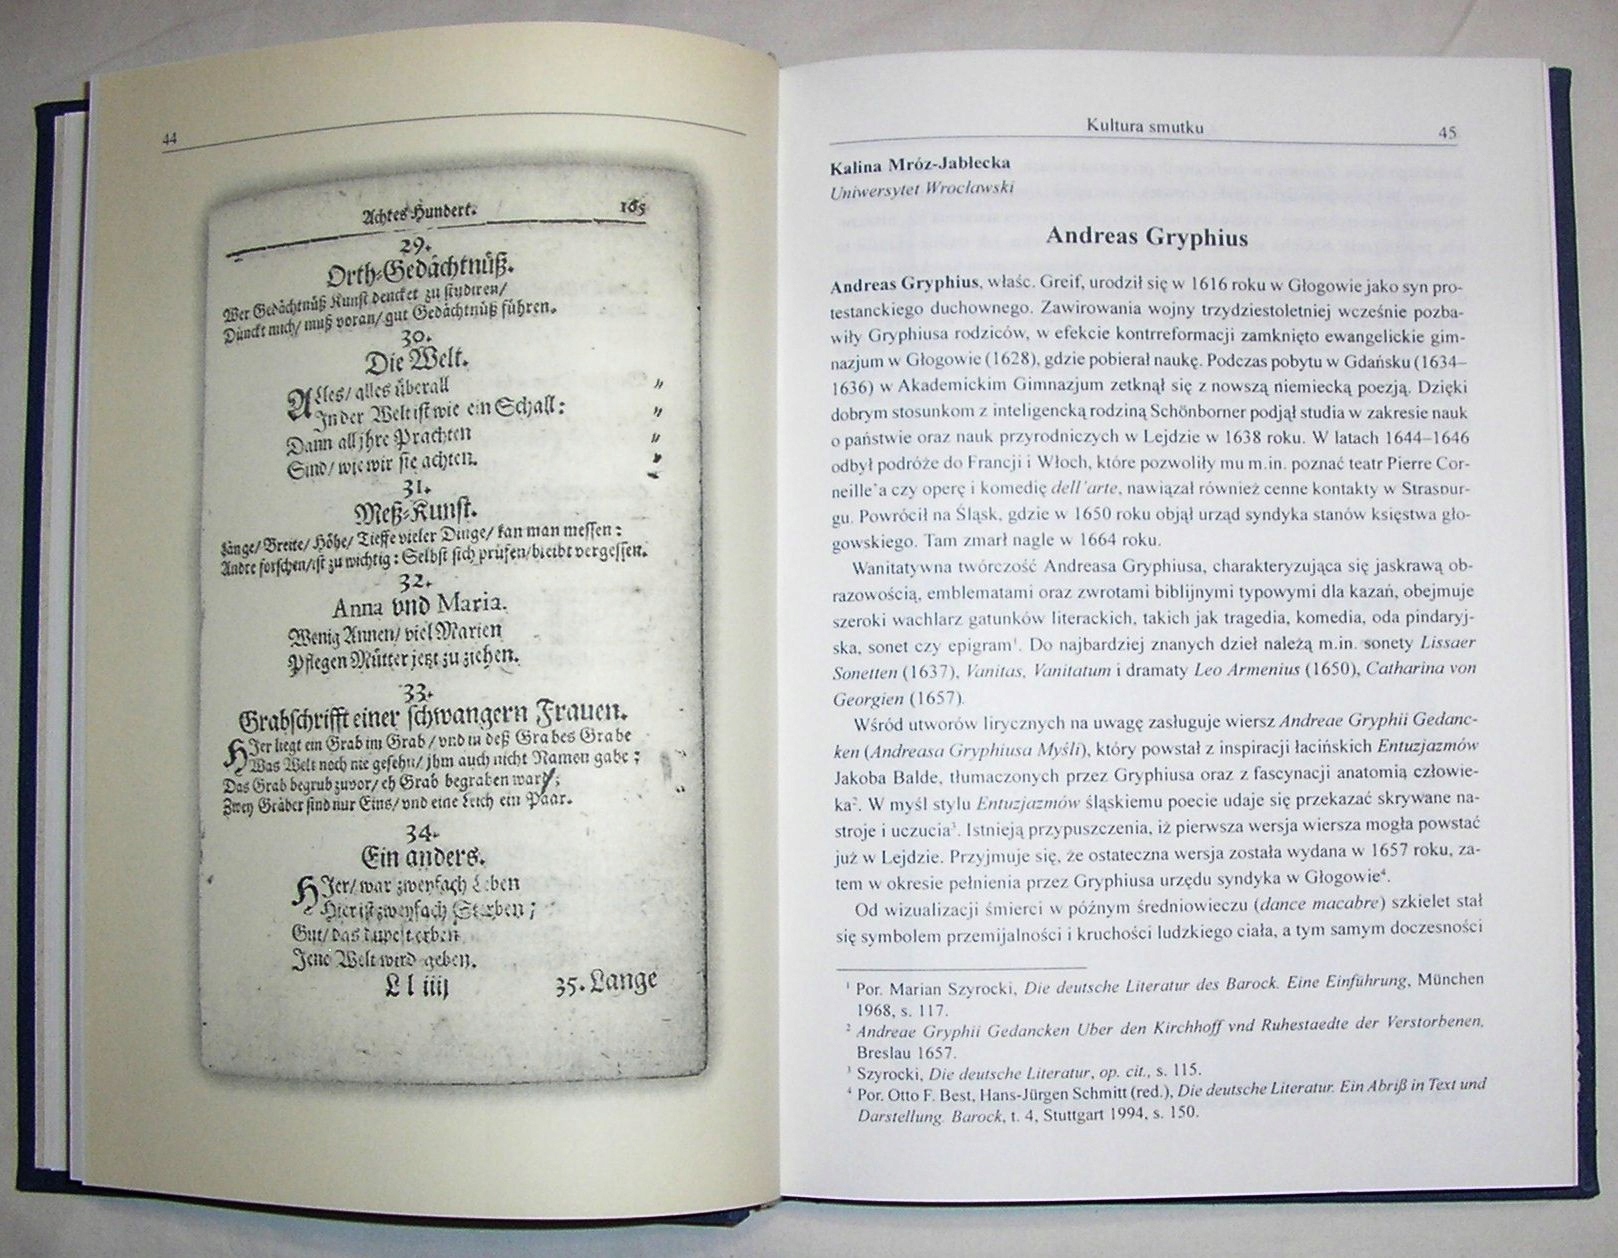 44
Achtes Hundert. 165
29.
Orth-Gedächtnüß.
Wer Gedächtnüß Kunst dencket zu studiren/
Dünckt mich/ muß voran/ gut Gedächtnüß führen.
30.
Die Welt.
ALles/ alles überall
In der Welt ist wie ein Schall:
Dann all jhre Prachten
Sind/ wie wir sie achten.
31.
Meß-Kunst.
Länge/ Breite/ Höhe/ Tieffe vieler Dinge/ kan man messen:
Andre forschen/ ist zu wichtig: Selbst sich prüfen/ bleibt vergessen.
32.
Anna vnd Maria.
Wenig Annen/ viel Marien
Pflegen Mütter jetzt zu ziehen.
33.
Grabschrifft einer schwangern Frauen.
HJer liegt ein Grab im Grab / vnd in deß Grabes Grabe
Was Welt noch nie gesehn/ jhm auch nicht Namen gabe;
Das Grab begrub zuvor/ eh Grab begraben war;
Zwey Gräber sind nur Eins/ vnd eine Leich ein Paar.
34.
Ein anders.
HJer/ war zweyfach Leben
Hier ist zweyfach Sterben;
Gut/ das
Jene Welt wird geben.
Ll iiij 35. Lange
Kultura smutku 45
Kalina Mróz-Jabłecka
Uniwersytet Wrocławski
Andreas Gryphius
Andreas Gryphius, właśc. Greif, urodził się w 1616 roku w Głogowie jako syn pro-
testanckiego duchownego. Zawirowania wojny trzydziestoletniej wcześnie pozba-
wiły Gryphiusa rodziców, w efekcie kontrreformacji zamknięto ewangelickie gim-
nazjum w Głogowie (1628), gdzie pobierał naukę. Podczas pobytu w Gdańsku (1634–
1636) w Akademickim Gimnazjum zetknął się z nowszą niemiecką poezją. Dzięki
dobrym stosunkom z inteligencką rodziną Schönborner podjął studia w zakresie nauk
o państwie oraz nauk przyrodniczych w Lejdzie w 1638 roku. W latach 1644–1646
odbył podróże do Francji i Włoch, które pozwoliły mu m.in. poznać teatr Pierre Cor-
neille'a czy operę i komedię dell'arte, nawiązał również cenne kontakty w Strasbur-
gu. Powrócił na Śląsk, gdzie w 1650 roku objął urząd syndyka stanów księstwa gło-
gowskiego. Tam zmarł nagle w 1664 roku.
Wanitatywna twórczość Andreasa Gryphiusa, charakteryzująca się jaskrawą ob-
razowością, emblematami oraz zwrotami biblijnymi typowymi dla kazań, obejmuje
szeroki wachlarz gatunków literackich, takich jak tragedia, komedia, oda pindaryj-
ska, sonet czy epigram¹. Do najbardziej znanych dzieł należą m.in. sonety Lissaer
Sonetten (1637), Vanitas, Vanitatum i dramaty Leo Armenius (1650), Catharina von
Georgien (1657).
Wśród utworów lirycznych na uwagę zasługuje wiersz Andreae Gryphii Gedanc-
ken (Andreasa Gryphiusa Myśli), który powstał z inspiracji łacińskich Entuzjazmów
Jakoba Balde, tłumaczonych przez Gryphiusa oraz z fascynacji anatomią człowie-
ka². W myśl stylu Entuzjazmów śląskiemu poecie udaje się przekazać skrywane na-
stroje i uczucia³. Istnieją przypuszczenia, iż pierwsza wersja wiersza mogła powstać
już w Lejdzie. Przyjmuje się, że ostateczna wersja została wydana w 1657 roku, za-
tem w okresie pełnienia przez Gryphiusa urzędu syndyka w Głogowie⁴.
Od wizualizacji śmierci w późnym średniowieczu (dance macabre) szkielet stał
się symbolem przemijalności i kruchości ludzkiego ciała, a tym samym doczesności
¹ Por. Marian Szyrocki, Die deutsche Literatur des Barock. Eine Einführung, München
1968, s. 117.
² Andreae Gryphii Gedancken Uber den Kirchhoff vnd Ruhestaedte der Verstorbenen,
Breslau 1657.
³ Szyrocki, Die deutsche Literatur, op. cit., s. 115.
⁴ Por. Otto F. Best, Hans-Jürgen Schmitt (red.), Die deutsche Literatur. Ein Abriß in Text und
Darstellung. Barock, t. 4, Stuttgart 1994, s. 150.